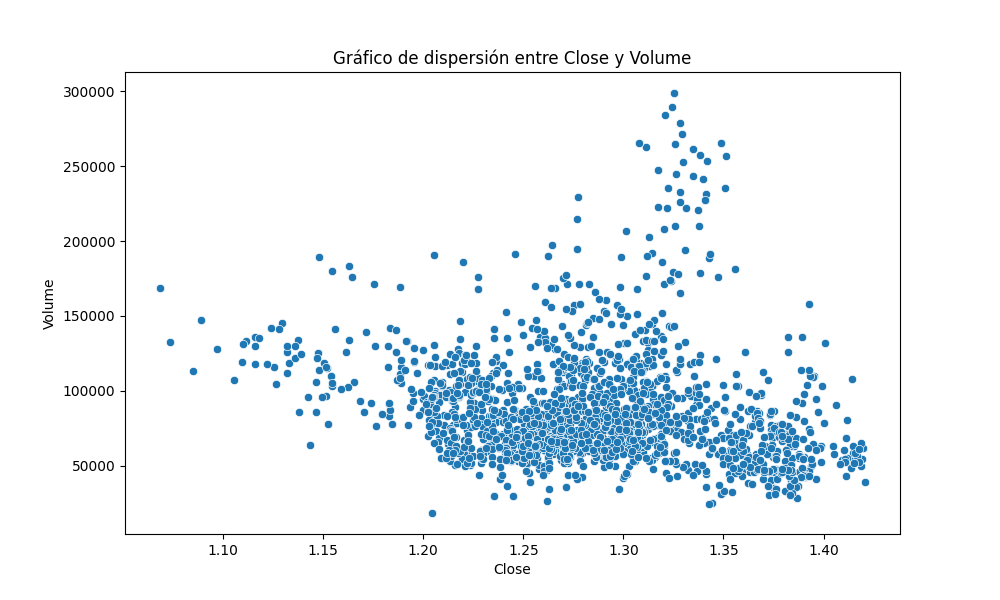 Gráfico de dispersión entre Close y Volume
300000
250000
200000
150000
100000
50000
Volume
1.10 1.15 1.20 1.25 1.30 1.35 1.40
Close